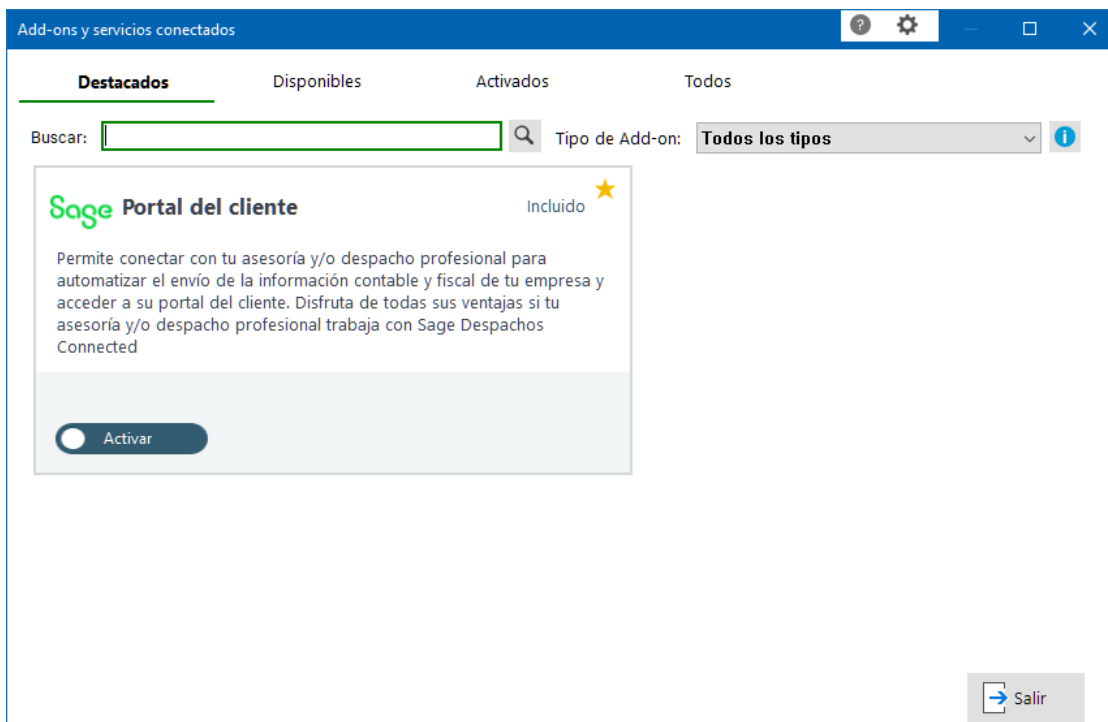 Add-ons y servicios conectados
Destacados Disponibles Activados Todos
Buscar: Tipo de Add-on: Todos los tipos
Sage Portal del cliente Incluido
Permite conectar con tu asesoría y/o despacho profesional para
automatizar el envío de la información contable y fiscal de tu empresa y
acceder a su portal del cliente. Disfruta de todas sus ventajas si tu
asesoría y/o despacho profesional trabaja con Sage Despachos
Connected
Activar
Salir